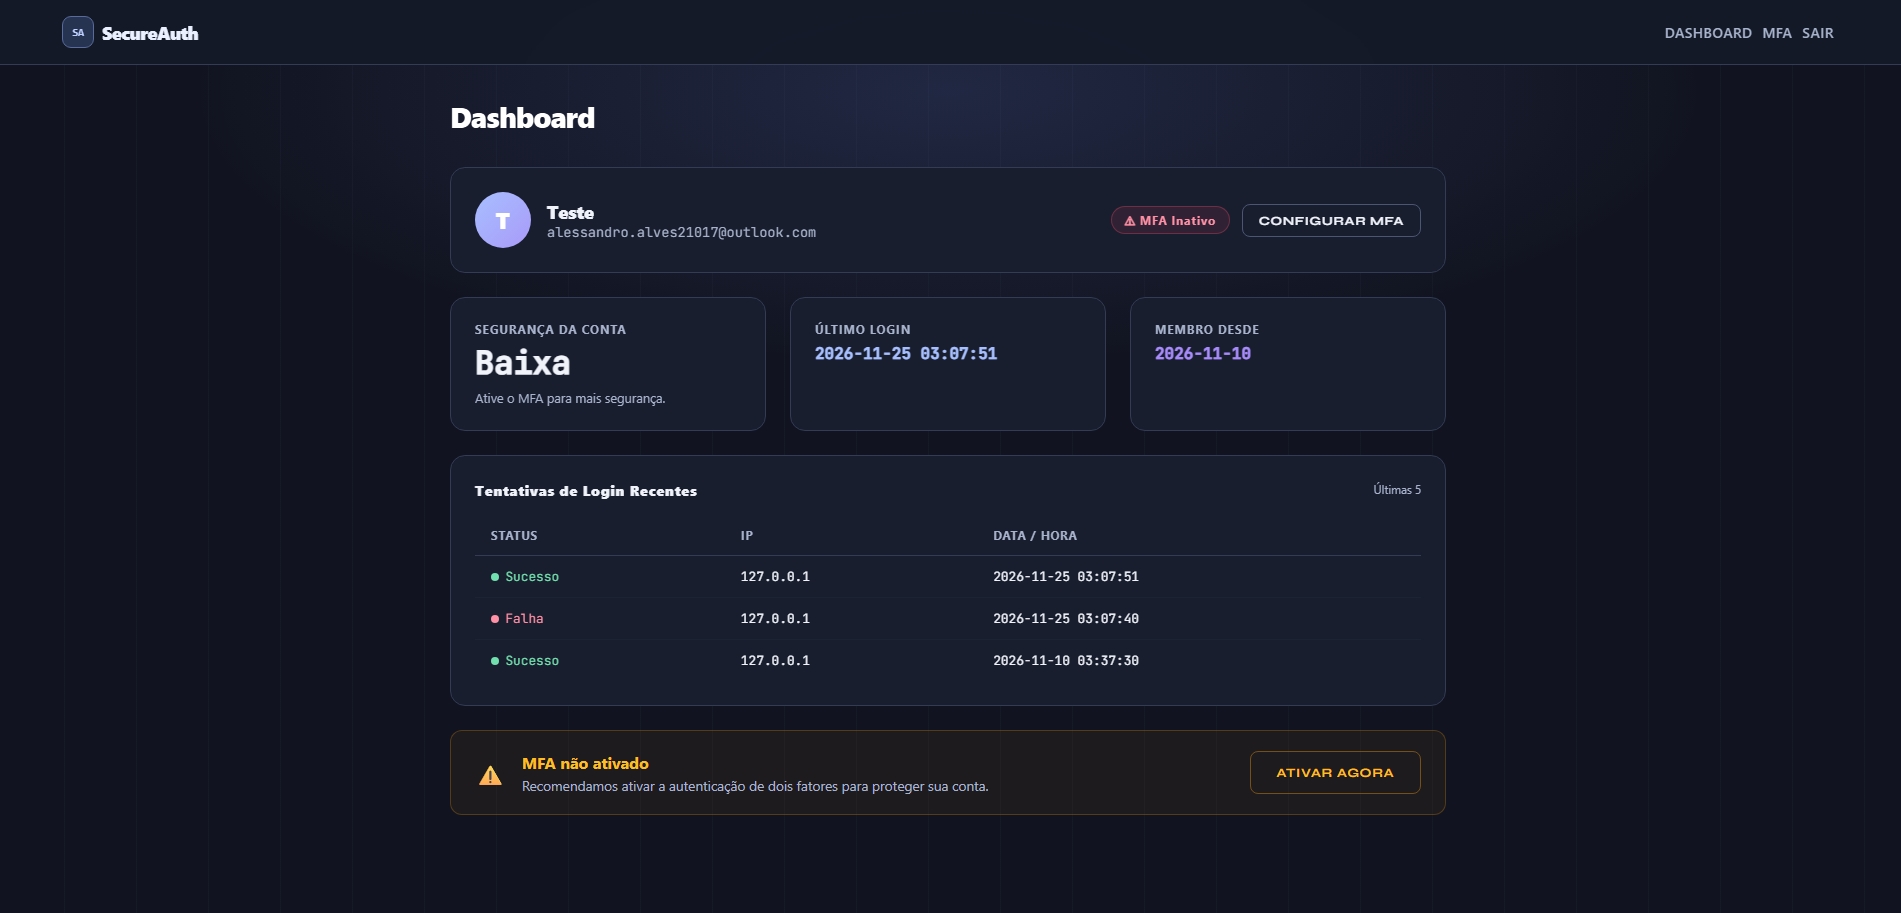 SA SecureAuth DASHBOARD MFA SAIR
Dashboard
T
Teste
alessandro.alves21017@outlook.com
⚠ MFA Inativo
CONFIGURAR MFA
SEGURANÇA DA CONTA
Baixa
Ative o MFA para mais segurança.
ÚLTIMO LOGIN
2026-11-25 03:07:51
MEMBRO DESDE
2026-11-10
Tentativas de Login Recentes Últimas 5
STATUS IP DATA / HORA
Sucesso 127.0.0.1 2026-11-25 03:07:51
Falha 127.0.0.1 2026-11-25 03:07:40
Sucesso 127.0.0.1 2026-11-10 03:37:30
MFA não ativado
Recomendamos ativar a autenticação de dois fatores para proteger sua conta.
ATIVAR AGORA